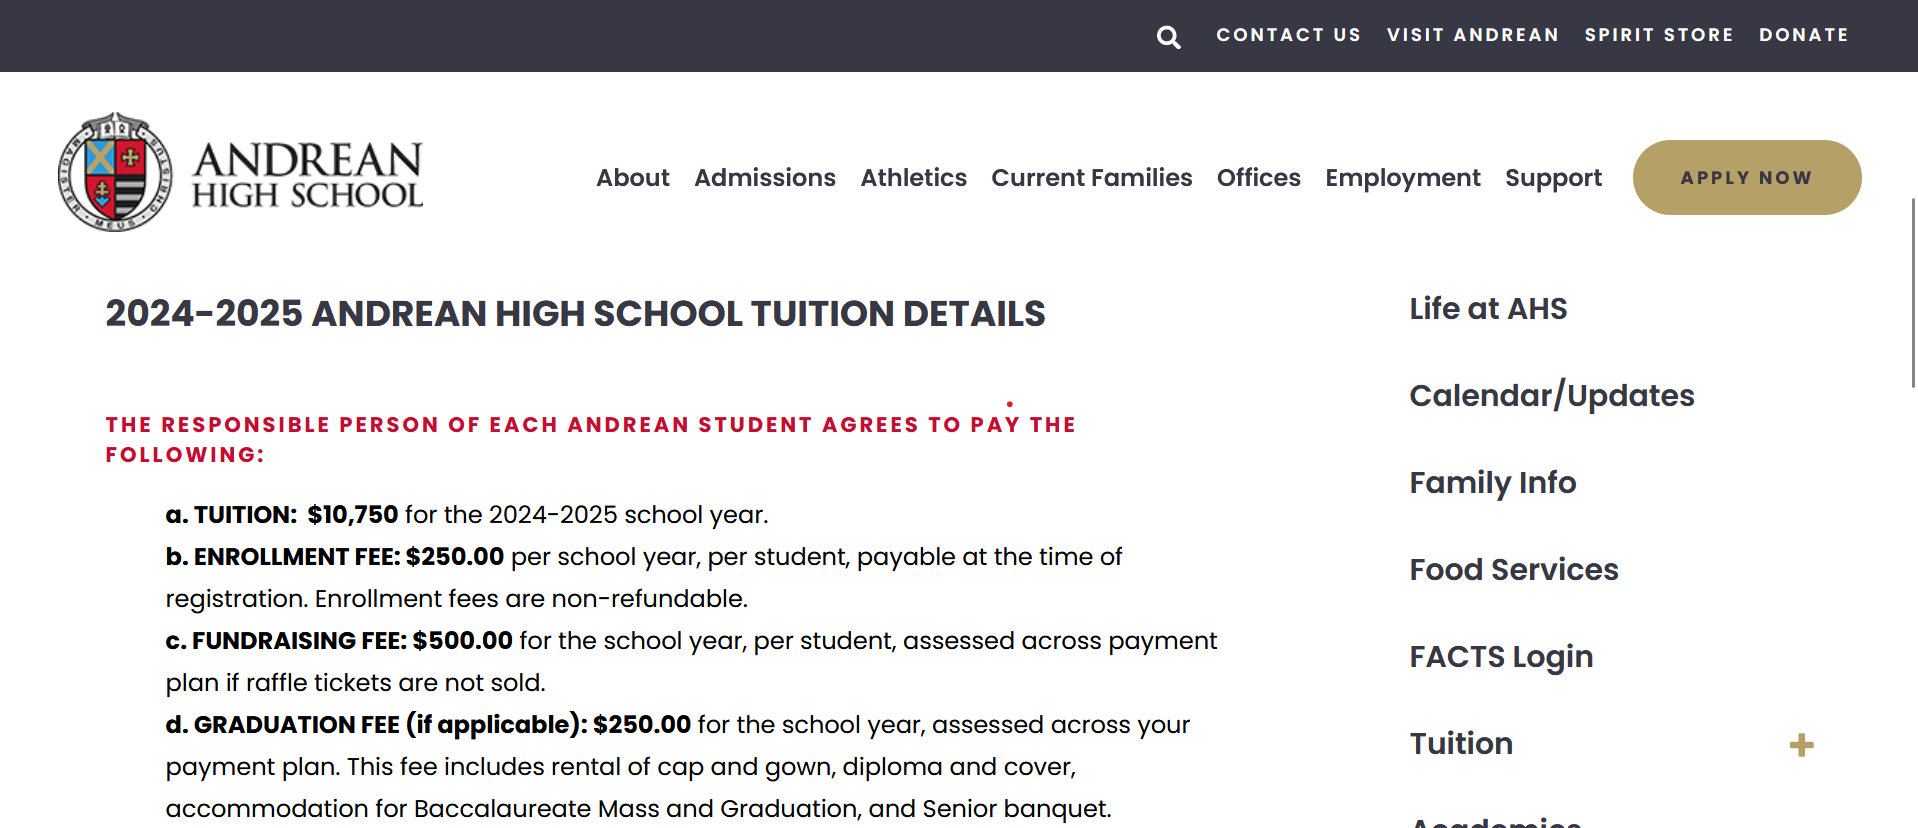 CONTACT US VISIT ANDREAN SPIRIT STORE DONATE
MAGISTER MEUS CHRISTUS
ANDREAN
HIGH SCHOOL
About Admissions Athletics Current Families Offices Employment Support APPLY NOW
2024-2025 ANDREAN HIGH SCHOOL TUITION DETAILS
THE RESPONSIBLE PERSON OF EACH ANDREAN STUDENT AGREES TO PAY THE
FOLLOWING:
a. TUITION: $10,750 for the 2024-2025 school year.
b. ENROLLMENT FEE: $250.00 per school year, per student, payable at the time of
registration. Enrollment fees are non-refundable.
c. FUNDRAISING FEE: $500.00 for the school year, per student, assessed across payment
plan if raffle tickets are not sold.
d. GRADUATION FEE (if applicable): $250.00 for the school year, assessed across your
payment plan. This fee includes rental of cap and gown, diploma and cover,
accommodation for Baccalaureate Mass and Graduation, and Senior banquet.
Life at AHS
Calendar/Updates
Family Info
Food Services
FACTS Login
Tuition
Academics